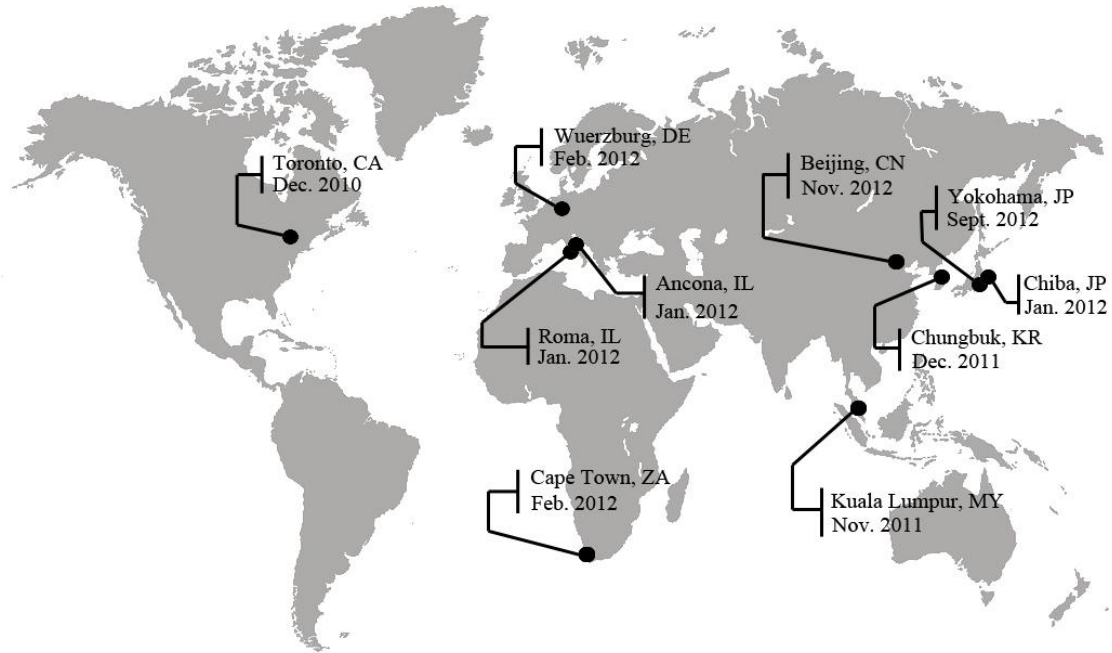 Toronto, CA
Dec. 2010
Wuerzburg, DE
Feb. 2012
Beijing, CN
Nov. 2012
Yokohama, JP
Sept. 2012
Ancona, IL
Jan. 2012
Chiba, JP
Jan. 2012
Roma, IL
Jan. 2012
Chungbuk, KR
Dec. 2011
Cape Town, ZA
Feb. 2012
Kuala Lumpur, MY
Nov. 2011